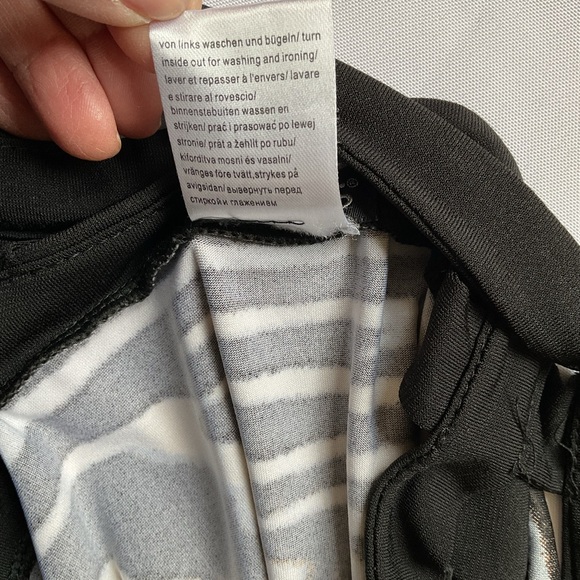 von links waschen und bügeln/ turn
inside out for washing and ironing/
laver et repasser à l'envers/ lavare
e stirare al rovescio/
binnenstebuiten wassen en
strijken/ prać i prasować po lewej
stronie/ prát a žehlit po rubu/
kifordítva mosni és vasalni/
vränges före tvätt,strykes på
avigsidan/ вывернуть перед
стиркой и глажением